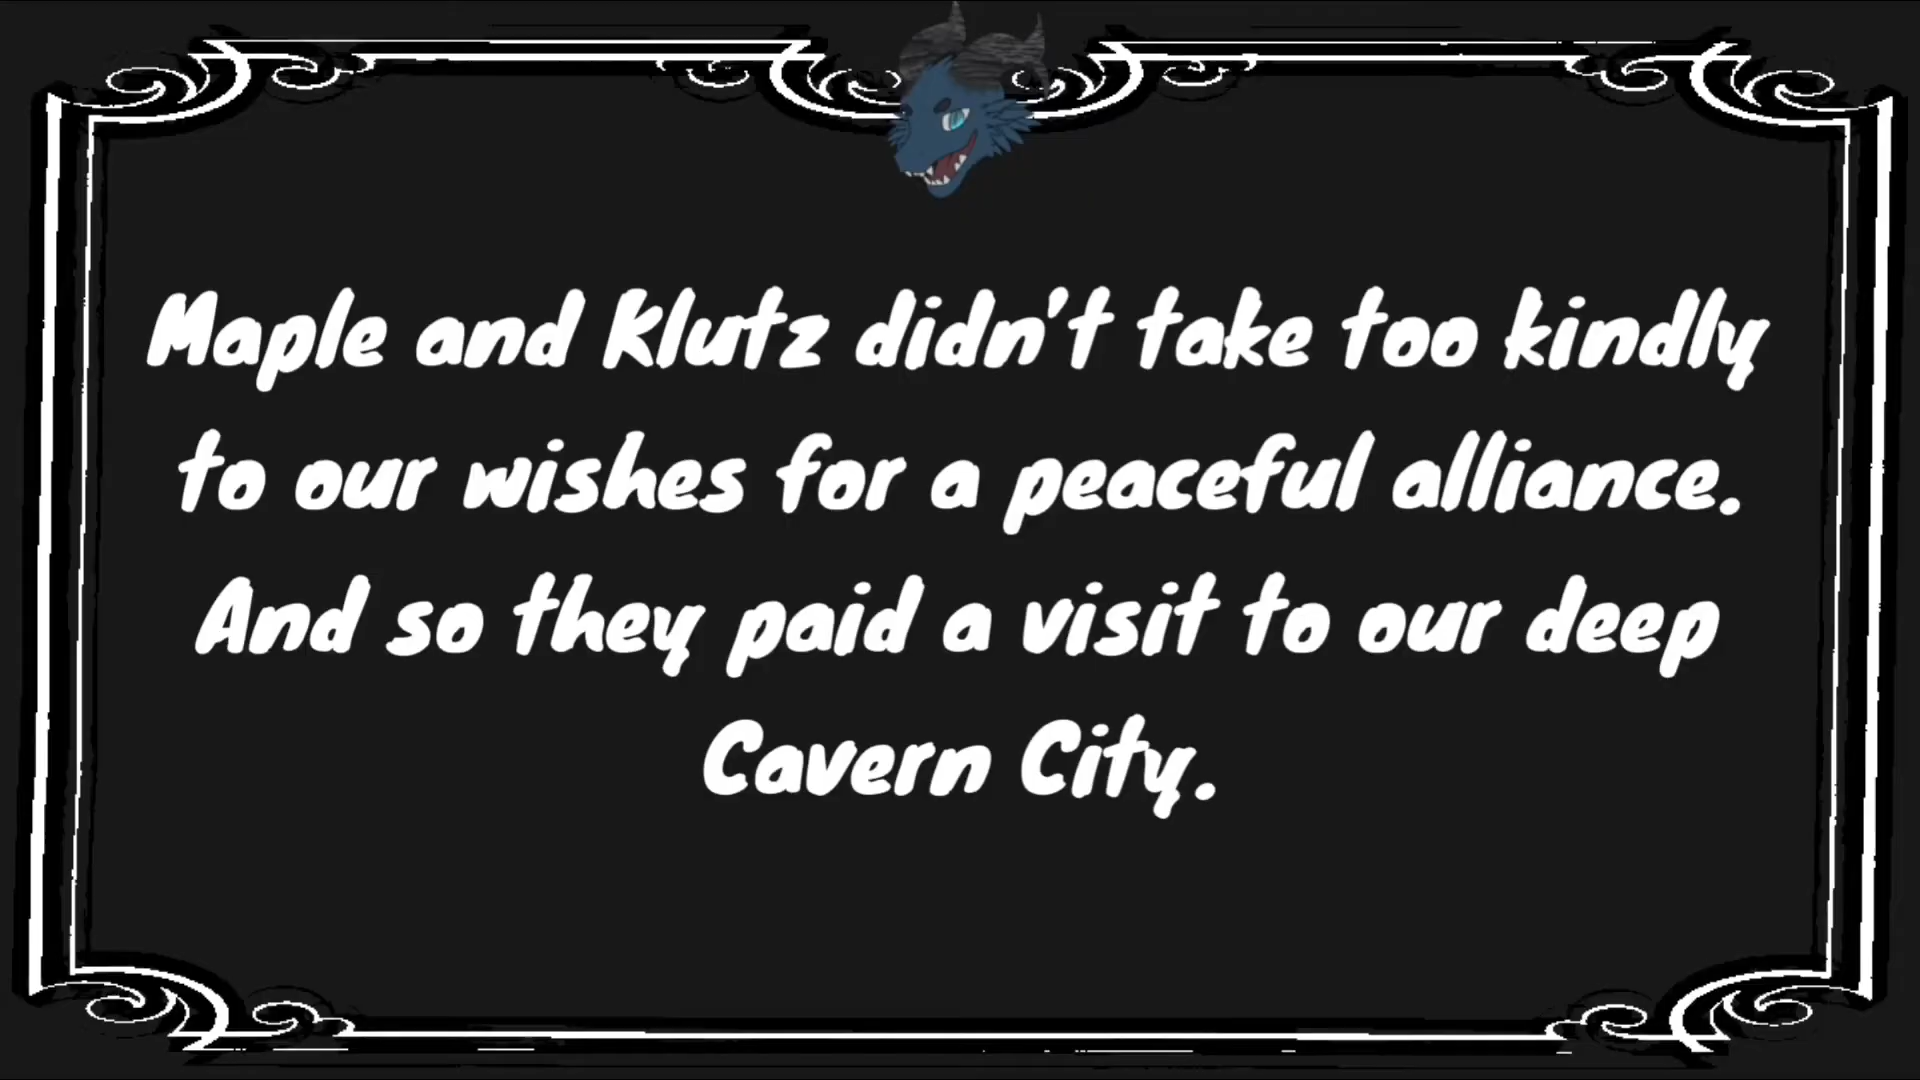 Maple and Klutz didn't take too kindly
to our wishes for a peaceful alliance.
And so they paid a visit to our deep
Cavern City.